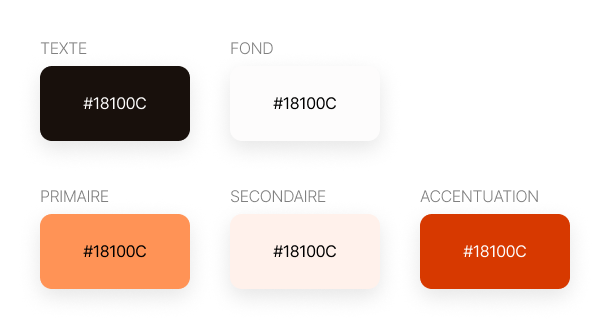 TEXTE
FOND
#18100C
#18100C
PRIMAIRE
SECONDAIRE
ACCENTUATION
#18100C
#18100C
#18100C